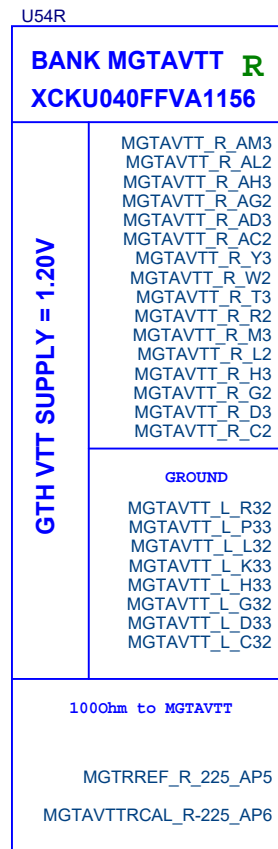 U54R
BANK MGTAVTT R
XCKU040FFVA1156
GTH VTT SUPPLY = 1.20V
MGTAVTT_R_AM3
MGTAVTT_R_AL2
MGTAVTT_R_AH3
MGTAVTT_R_AG2
MGTAVTT_R_AD3
MGTAVTT_R_AC2
MGTAVTT_R_Y3
MGTAVTT_R_W2
MGTAVTT_R_T3
MGTAVTT_R_R2
MGTAVTT_R_M3
MGTAVTT_R_L2
MGTAVTT_R_H3
MGTAVTT_R_G2
MGTAVTT_R_D3
MGTAVTT_R_C2
GROUND
MGTAVTT_L_R32
MGTAVTT_L_P33
MGTAVTT_L_L32
MGTAVTT_L_K33
MGTAVTT_L_H33
MGTAVTT_L_G32
MGTAVTT_L_D33
MGTAVTT_L_C32
100Ohm to MGTAVTT
MGTRREF_R_225_AP5
MGTAVTTRCAL_R-225_AP6